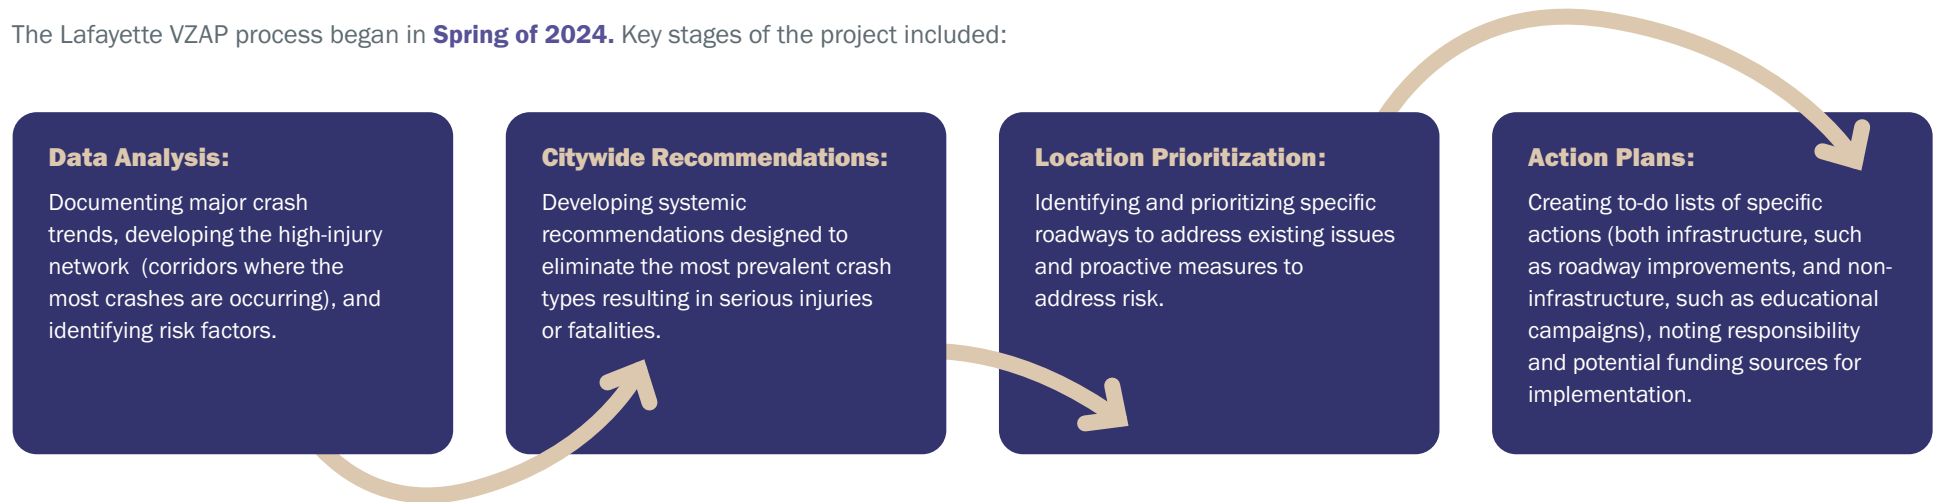 The Lafayette VZAP process began in Spring of 2024. Key stages of the project included:
Data Analysis:
Documenting major crash
trends, developing the high-injury
network (corridors where the
most crashes are occurring), and
identifying risk factors.
Citywide Recommendations:
Developing systemic
recommendations designed to
eliminate the most prevalent crash
types resulting in serious injuries
or fatalities.
Location Prioritization:
Identifying and prioritizing specific
roadways to address existing issues
and proactive measures to
address risk.
Action Plans:
Creating to-do lists of specific
actions (both infrastructure, such
as roadway improvements, and non-
infrastructure, such as educational
campaigns), noting responsibility
and potential funding sources for
implementation.